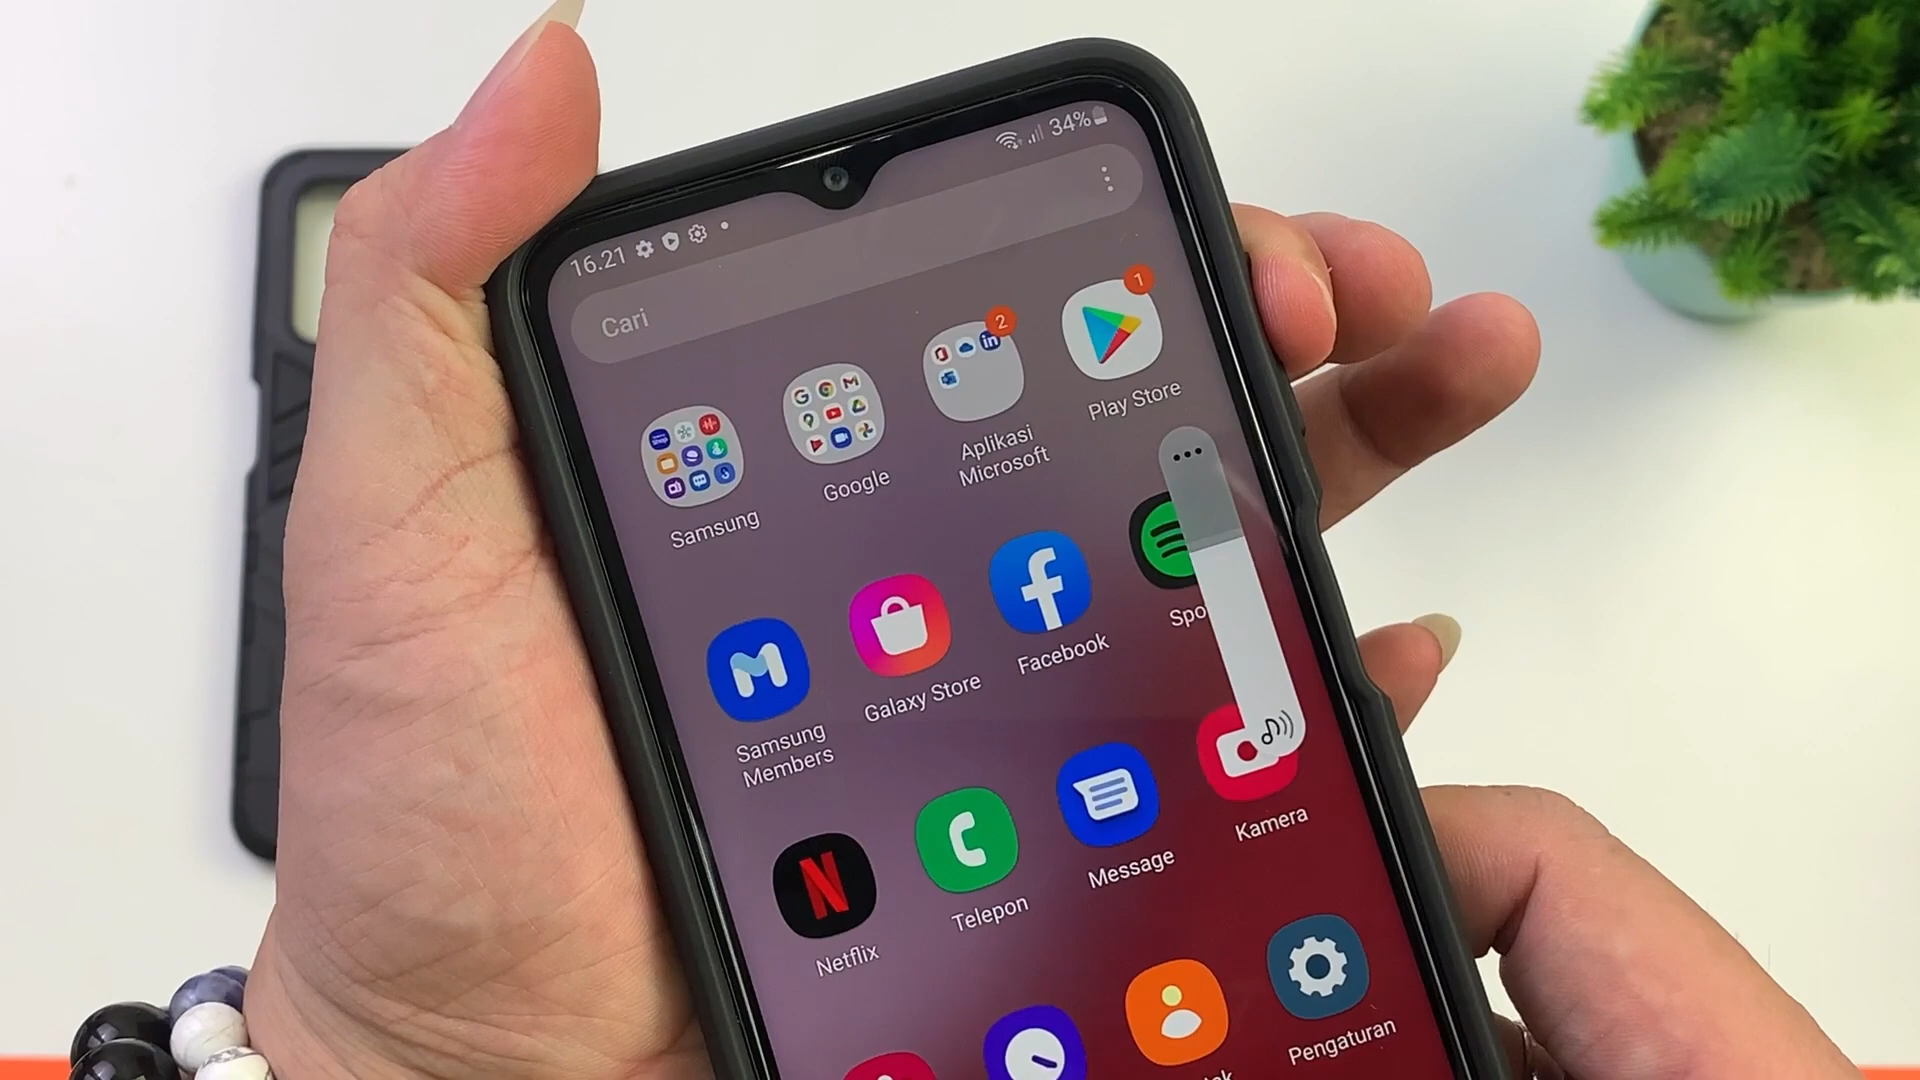 16.21
34%
Cari
Samsung
Google
Aplikasi
Microsoft
2
Play Store
1
Samsung
Members
Galaxy Store
Facebook
Spo
Netflix
Telepon
Message
Kamera
Pengaturan